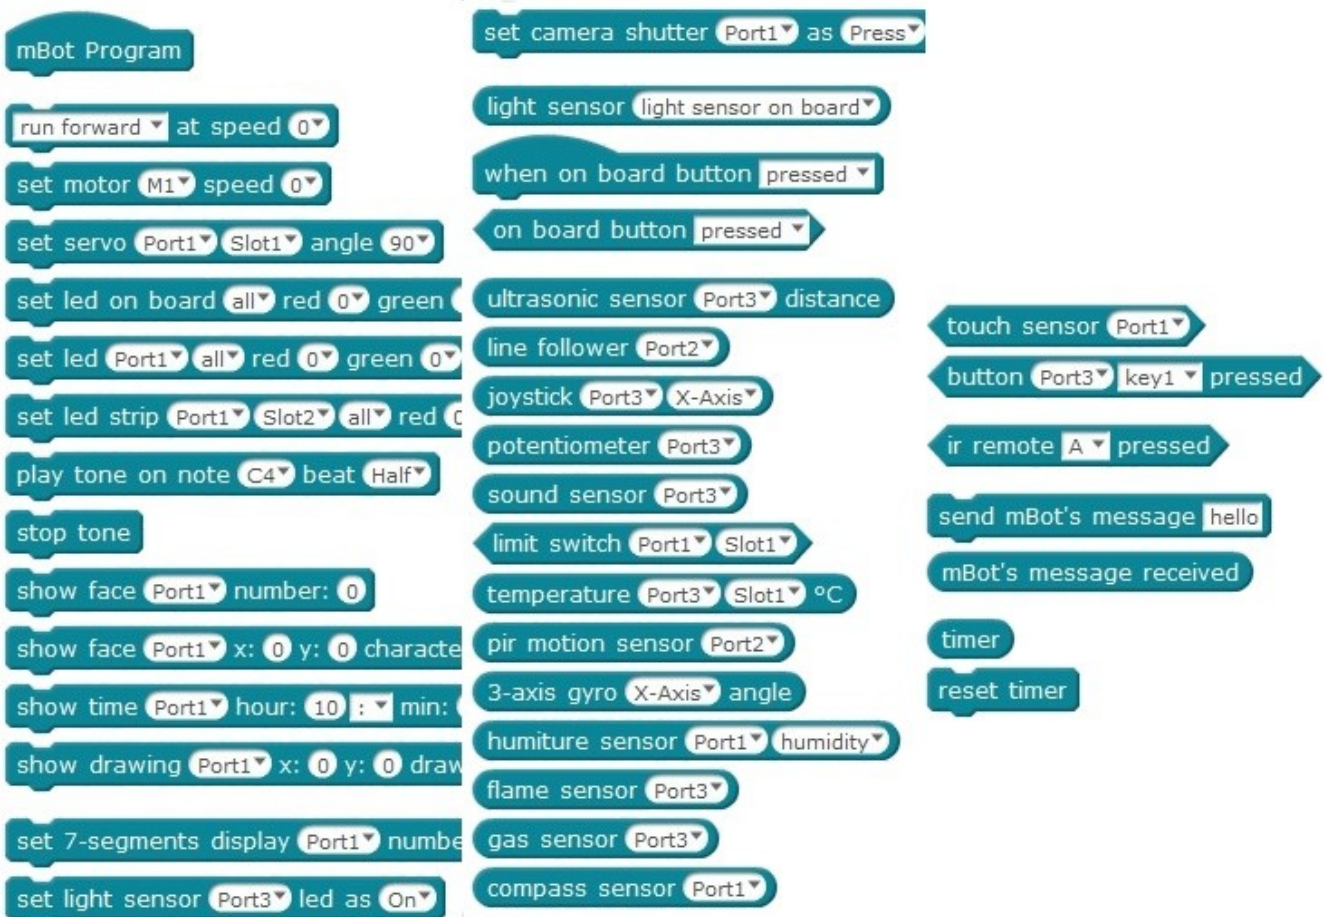 mBot Program
run forward at speed 0
set motor M1 speed 0
set servo Port1 Slot1 angle 90
set led on board all red 0 green
set led Port1 all red 0 green 0
set led strip Port1 Slot2 all red
play tone on note C4 beat Half
stop tone
show face Port1 number: 0
show face Port1 x: 0 y: 0 characte
show time Port1 hour: 10 : min:
show drawing Port1 x: 0 y: 0 draw
set 7-segments display Port1 numbe
set light sensor Port3 led as On
set camera shutter Port1 as Press
light sensor light sensor on board
when on board button pressed
on board button pressed
ultrasonic sensor Port3 distance
line follower Port2
joystick Port3 X-Axis
potentiometer Port3
sound sensor Port3
limit switch Port1 Slot1
temperature Port3 Slot1 °C
pir motion sensor Port2
3-axis gyro X-Axis angle
humiture sensor Port1 humidity
flame sensor Port3
gas sensor Port3
compass sensor Port1
touch sensor Port1
button Port3 key1 pressed
ir remote A pressed
send mBot's message hello
mBot's message received
timer
reset timer